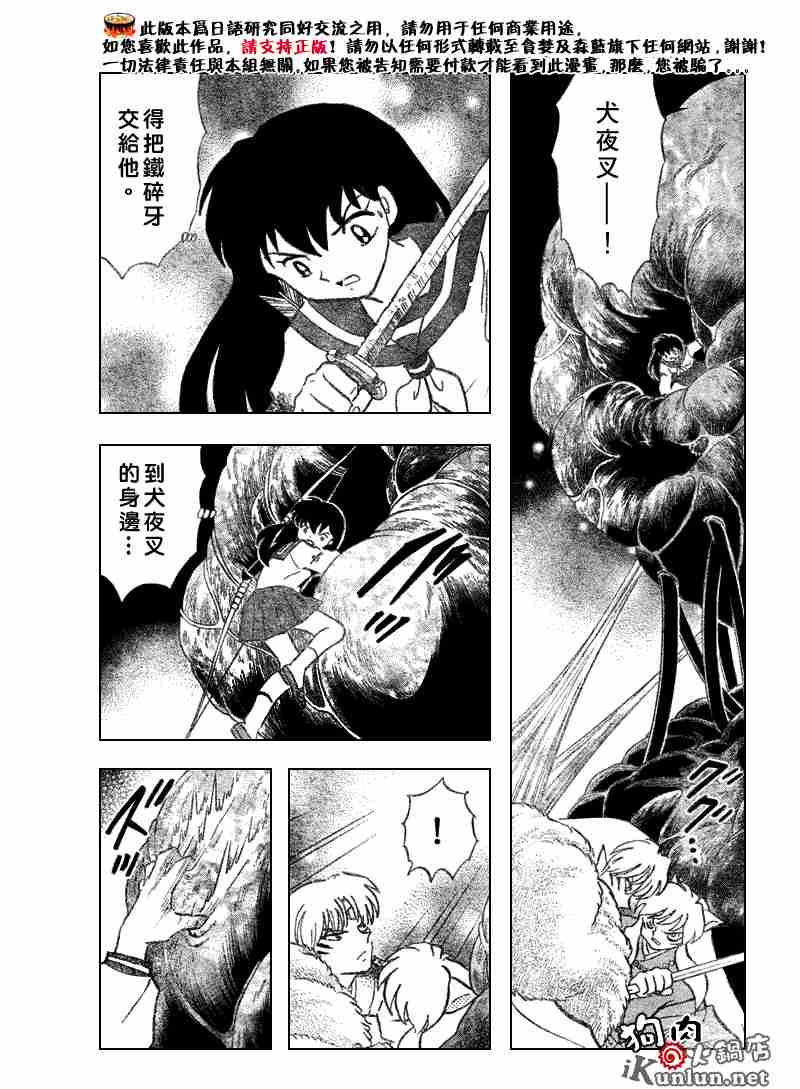 此版本爲日語研究同好交流之用，請勿用于任何商業用途，
如您喜歡此作品，請支持正版！請勿以任何形式轉載至貪婪及森藍旗下任何網站，謝謝！
一切法律責任與本組無關，如果您被告知需要付款才能看到此漫畫，那麼，您被騙了。。。
犬夜叉——！
得把鐵碎牙
交給他。
到犬夜叉
的身邊…
ググ…
ズズ
！
狗肉火鍋店
iKunlun.net